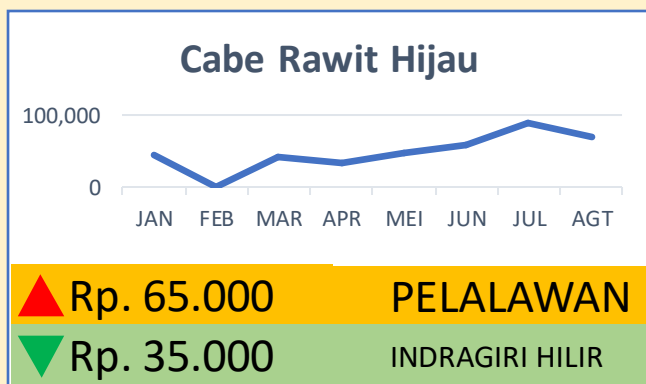 Cabe Rawit Hijau
100,000
0
JAN FEB MAR APR MEI JUN JUL AGT
Rp. 65.000 PELALAWAN
Rp. 35.000 INDRAGIRI HILIR